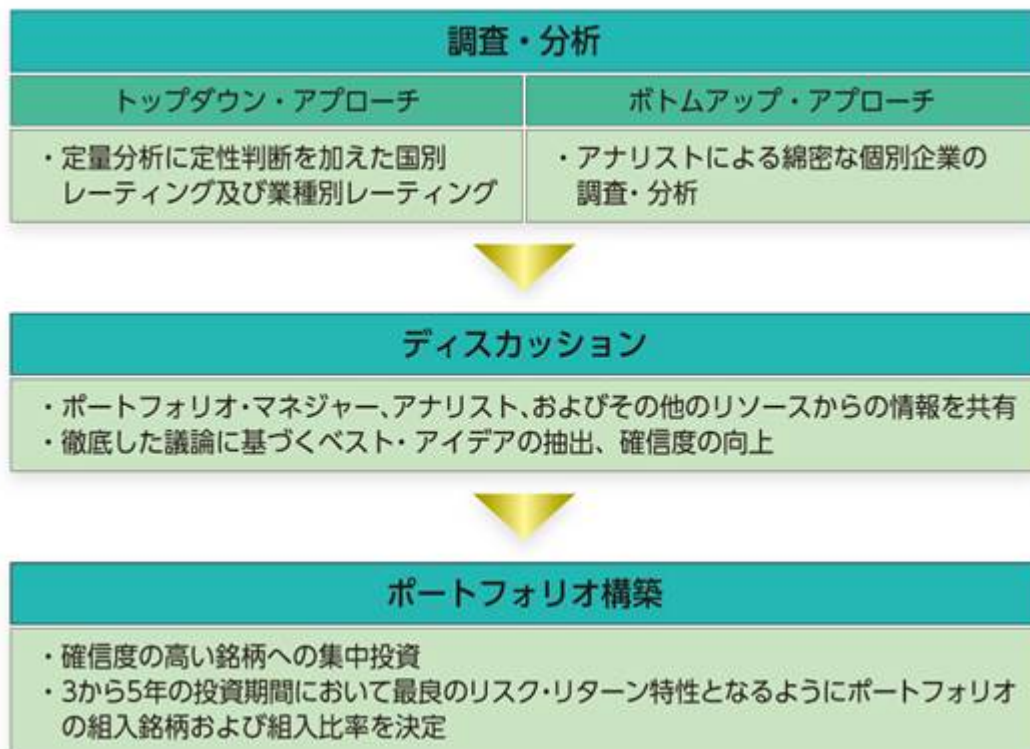 調査・分析
トップダウン・アプローチ
ボトムアップ・アプローチ
・定量分析に定性判断を加えた国別
レーティング及び業種別レーティング
・アナリストによる綿密な個別企業の
調査・分析
ディスカッション
・ポートフォリオ・マネジャー、アナリスト、およびその他のリソースからの情報を共有
・徹底した議論に基づくベスト・アイデアの抽出、確信度の向上
ポートフォリオ構築
・確信度の高い銘柄への集中投資
・3から5年の投資期間において最良のリスク・リターン特性となるようにポートフォリオ
の組入銘柄および組入比率を決定